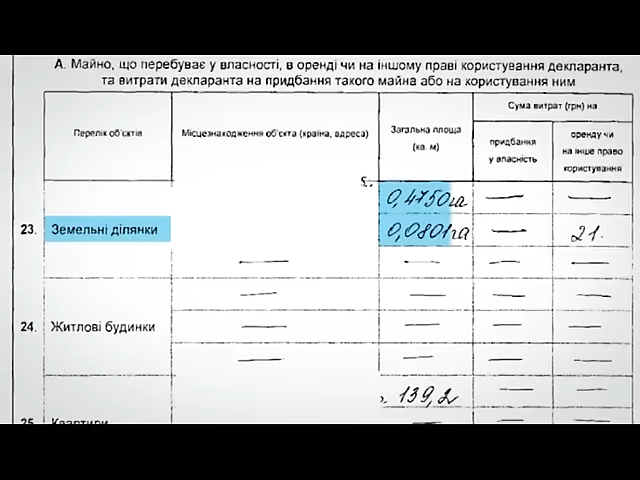 А. Майно, що перебуває у власності, в оренді чи на іншому праві користування декларанта,
та витрати декларанта на придбання такого майна або на користування ним
Перелік об'єктів
Місцезнаходження об'єкта (країна, адреса)
Загальна площа
(кв. м)
Сума витрат (грн) на
придбання
у власність
оренду чи
на інше право
користування
0,4750га — —
23. Земельні ділянки 0,0801га — 21.
— — — —
— — — —
24. Житлові будинки — — — —
— — — —
139,2 — —
25. Квартири — — —